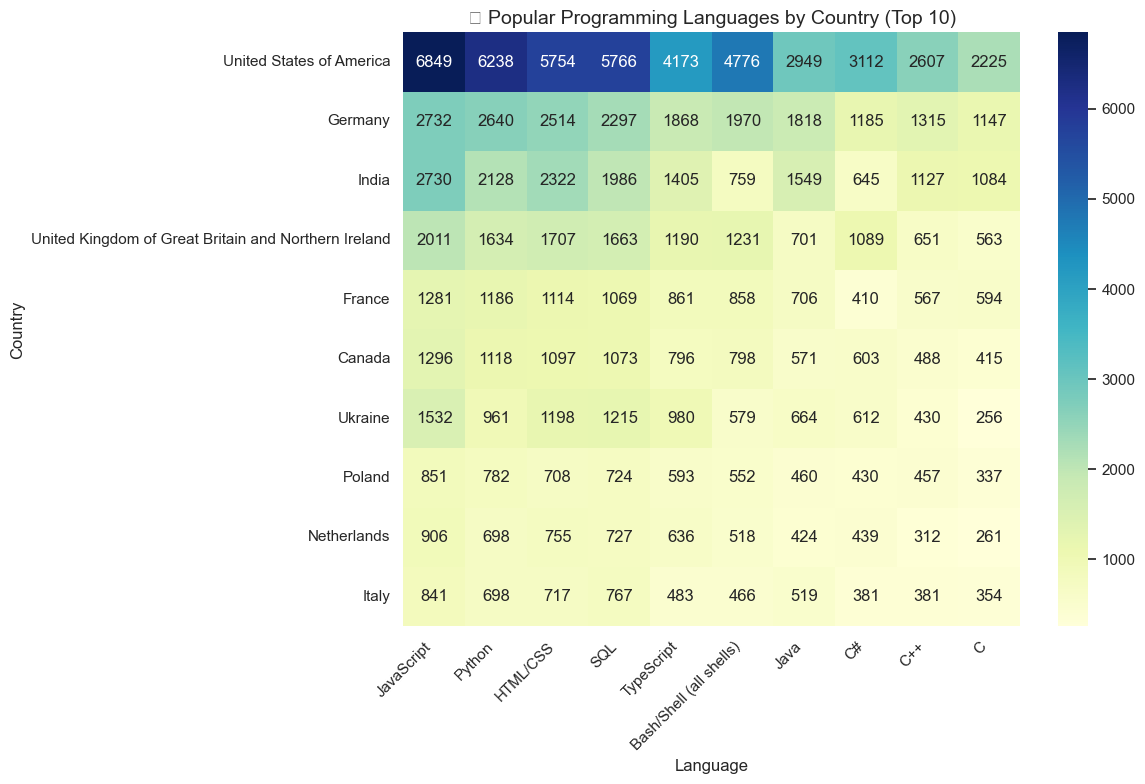 ▯ Popular Programming Languages by Country (Top 10)
Country
United States of America 6849 6238 5754 5766 4173 4776 2949 3112 2607 2225
Germany 2732 2640 2514 2297 1868 1970 1818 1185 1315 1147
India 2730 2128 2322 1986 1405 759 1549 645 1127 1084
United Kingdom of Great Britain and Northern Ireland 2011 1634 1707 1663 1190 1231 701 1089 651 563
France 1281 1186 1114 1069 861 858 706 410 567 594
Canada 1296 1118 1097 1073 796 798 571 603 488 415
Ukraine 1532 961 1198 1215 980 579 664 612 430 256
Poland 851 782 708 724 593 552 460 430 457 337
Netherlands 906 698 755 727 636 518 424 439 312 261
Italy 841 698 717 767 483 466 519 381 381 354
JavaScript Python HTML/CSS SQL TypeScript Bash/Shell (all shells) Java C# C++ C
Language
6000
5000
4000
3000
2000
1000